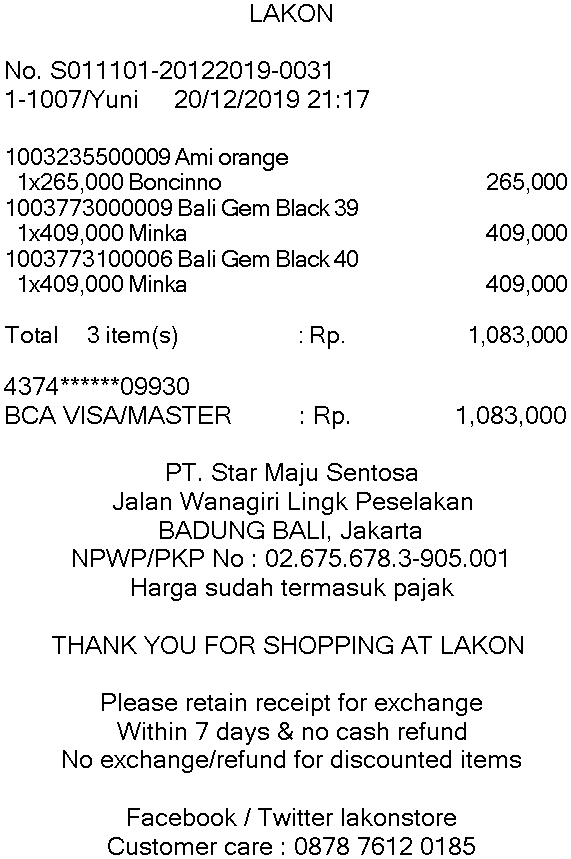 LAKON
No. S011101-20122019-0031
1-1007/Yuni 20/12/2019 21:17
1003235500009 Ami orange
1x265,000 Boncinno 265,000
1003773000009 Bali Gem Black 39
1x409,000 Minka 409,000
1003773100006 Bali Gem Black 40
1x409,000 Minka 409,000
Total 3 item(s) : Rp. 1,083,000
4374******09930
BCA VISA/MASTER : Rp. 1,083,000
PT. Star Maju Sentosa
Jalan Wanagiri Lingk Peselakan
BADUNG BALI, Jakarta
NPWP/PKP No : 02.675.678.3-905.001
Harga sudah termasuk pajak
THANK YOU FOR SHOPPING AT LAKON
Please retain receipt for exchange
Within 7 days & no cash refund
No exchange/refund for discounted items
Facebook / Twitter lakonstore
Customer care : 0878 7612 0185